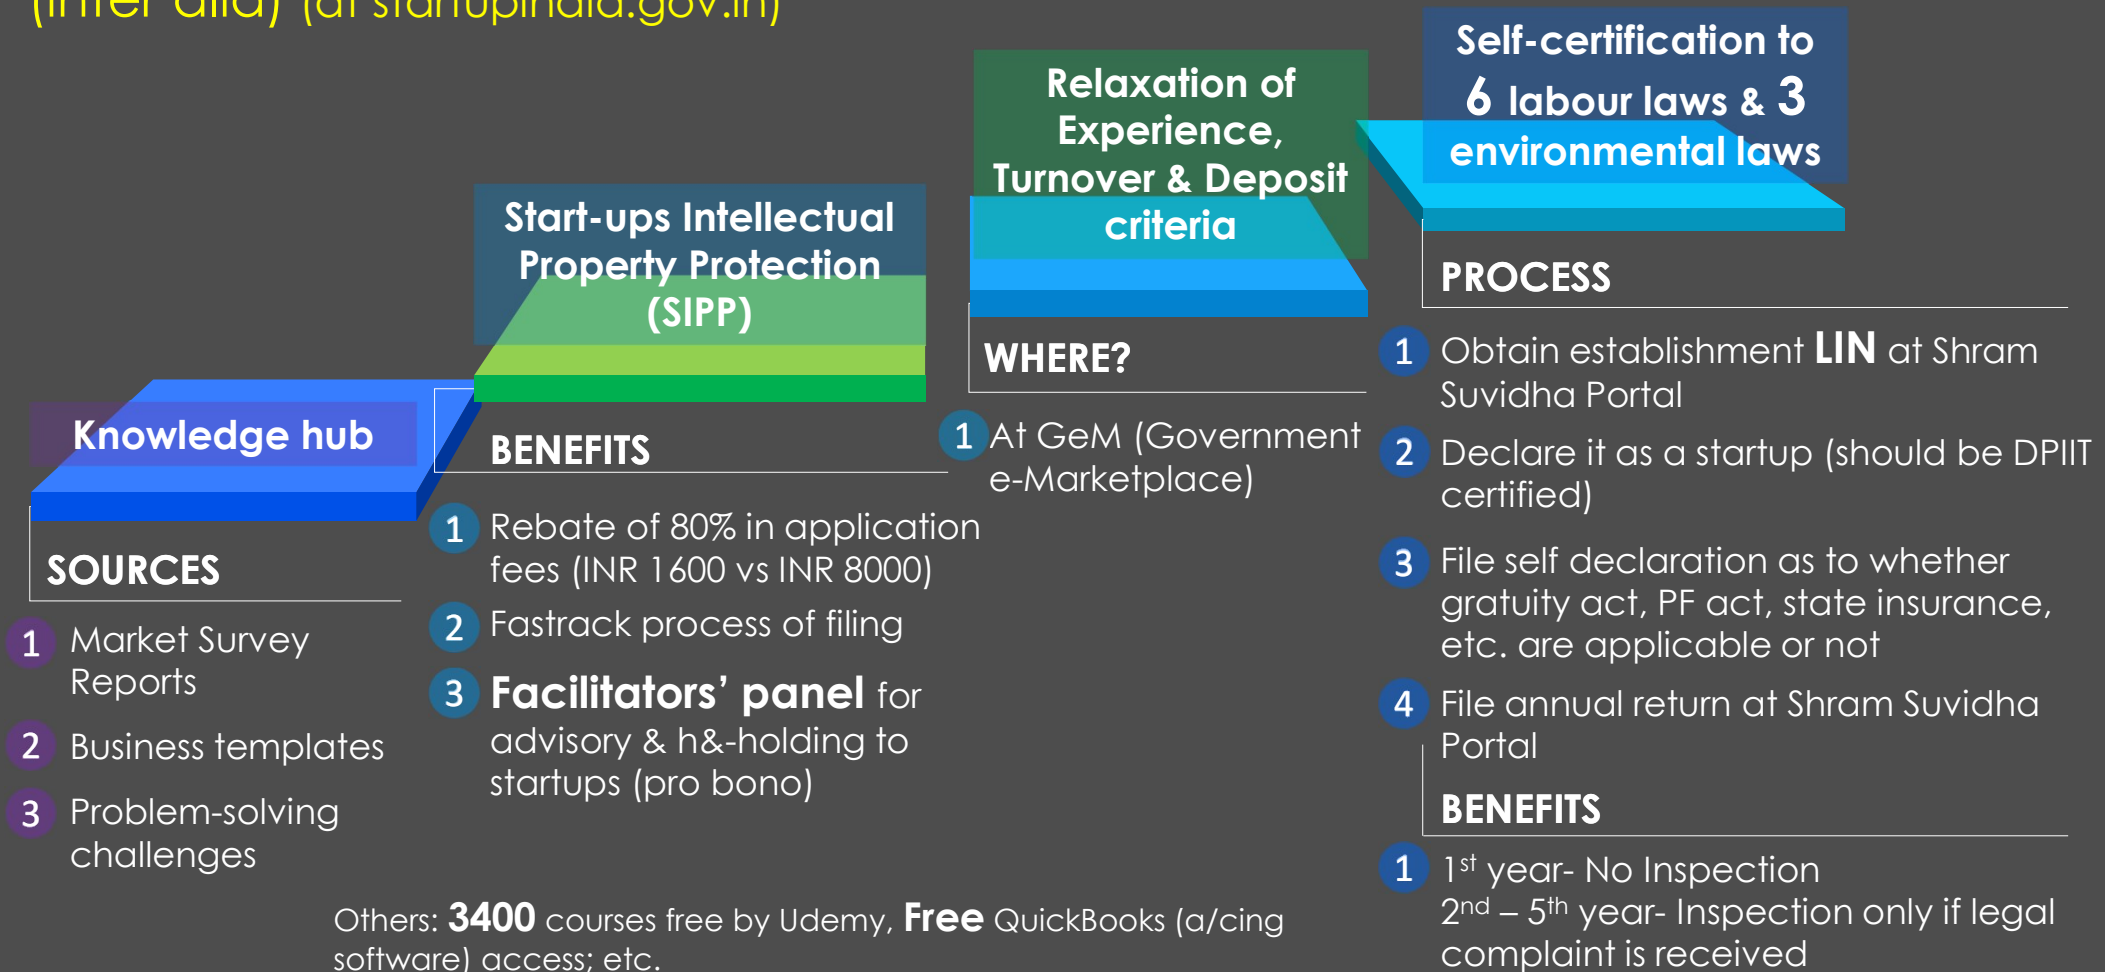 (inter alia) (at startupindia.gov.in)
Knowledge hub
SOURCES
1 Market Survey
Reports
2 Business templates
3 Problem-solving
challenges
Start-ups Intellectual
Property Protection
(SIPP)
BENEFITS
1 Rebate of 80% in application
fees (INR 1600 vs INR 8000)
2 Fastrack process of filing
3 Facilitators’ panel for
advisory & h&-holding to
startups (pro bono)
Relaxation of
Experience,
Turnover & Deposit
criteria
WHERE?
1 At GeM (Government
e-Marketplace)
Self-certification to
6 labour laws & 3
environmental laws
PROCESS
1 Obtain establishment LIN at Shram
Suvidha Portal
2 Declare it as a startup (should be DPIIT
certified)
3 File self declaration as to whether
gratuity act, PF act, state insurance,
etc. are applicable or not
4 File annual return at Shram Suvidha
Portal
BENEFITS
1 1st year- No Inspection
2nd – 5th year- Inspection only if legal
complaint is received
Others: 3400 courses free by Udemy, Free QuickBooks (a/cing
software) access; etc.